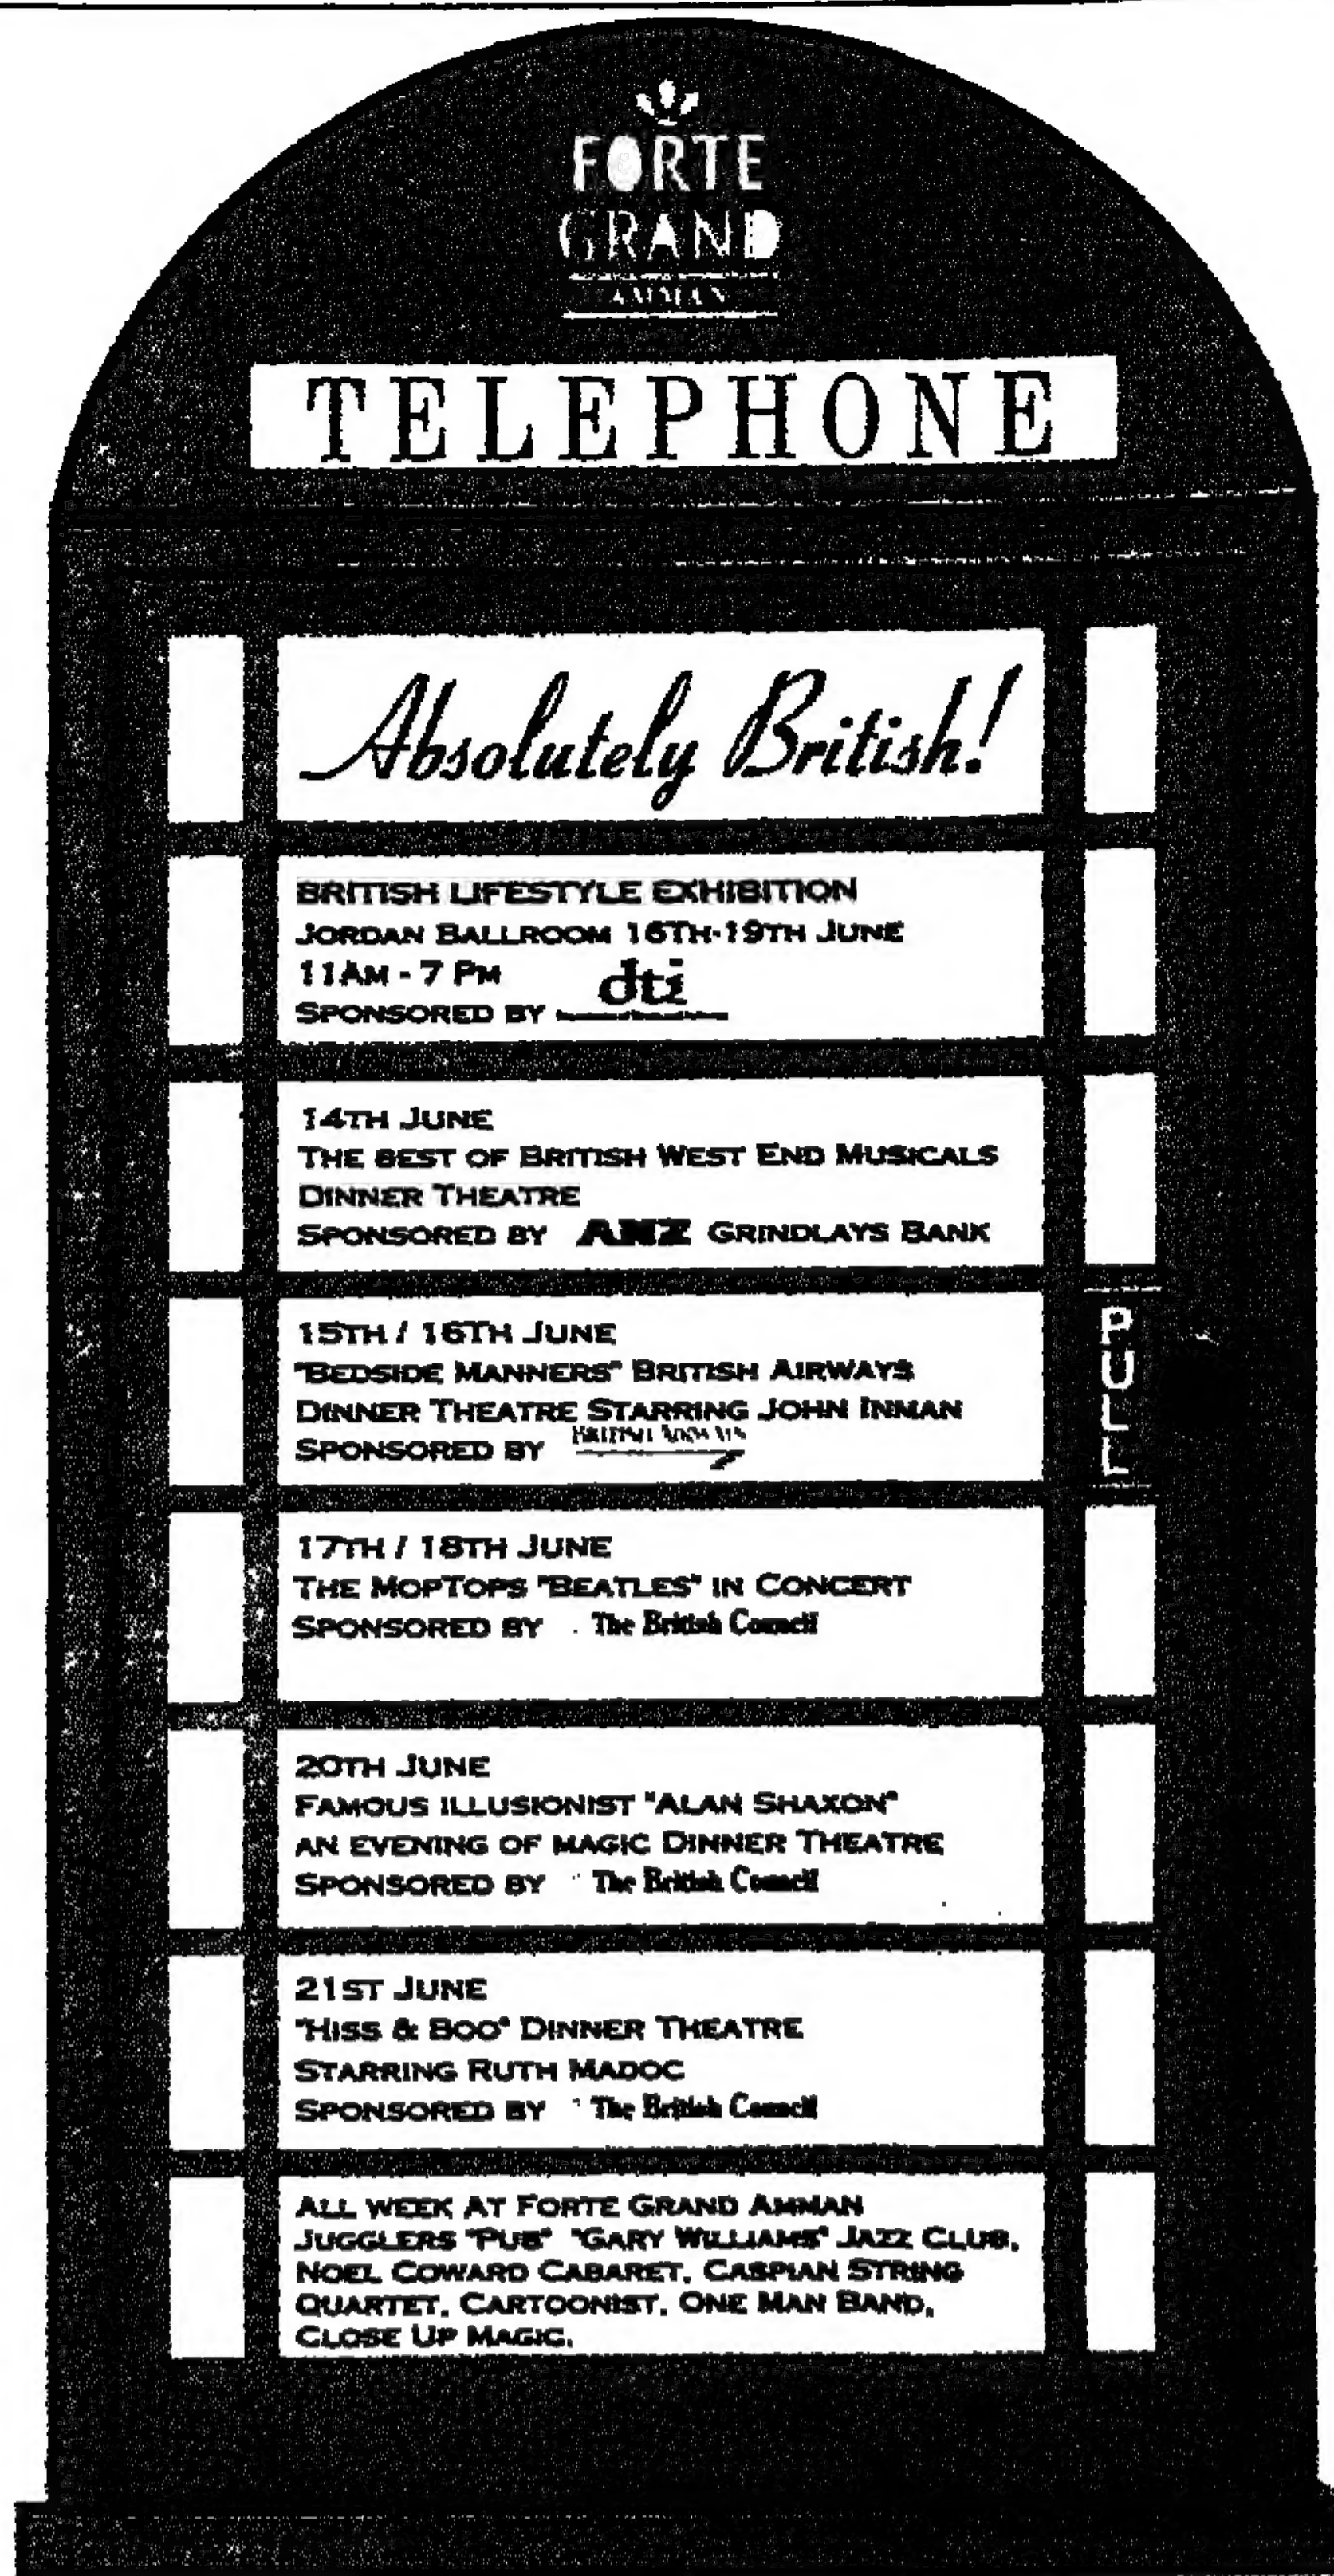 FORTE
GRAND
AMMAN
TELEPHONE
Absolutely British!
BRITISH LIFESTYLE EXHIBITION
JORDAN BALLROOM 16TH-19TH JUNE
11AM - 7 PM
dti
SPONSORED BY
14TH JUNE
THE BEST OF BRITISH WEST END MUSICALS
DINNER THEATRE
SPONSORED BY ANZ GRINDLAYS BANK
15TH / 16TH JUNE
"BEDSIDE MANNERS" BRITISH AIRWAYS
DINNER THEATRE STARRING JOHN INMAN
SPONSORED BY BRITISH AIRWAYS
PULL
17TH / 18TH JUNE
THE MOPTOPS "BEATLES" IN CONCERT
SPONSORED BY The British Council
20TH JUNE
FAMOUS ILLUSIONIST "ALAN SHAXON"
AN EVENING OF MAGIC DINNER THEATRE
SPONSORED BY The British Council
21ST JUNE
"HISS & BOO" DINNER THEATRE
STARRING RUTH MADOC
SPONSORED BY The British Council
ALL WEEK AT FORTE GRAND AMMAN
JUGGLERS "PUB" "GARY WILLIAMS" JAZZ CLUB,
NOEL COWARD CABARET, CASPIAN STRING
QUARTET, CARTOONIST, ONE MAN BAND,
CLOSE UP MAGIC.